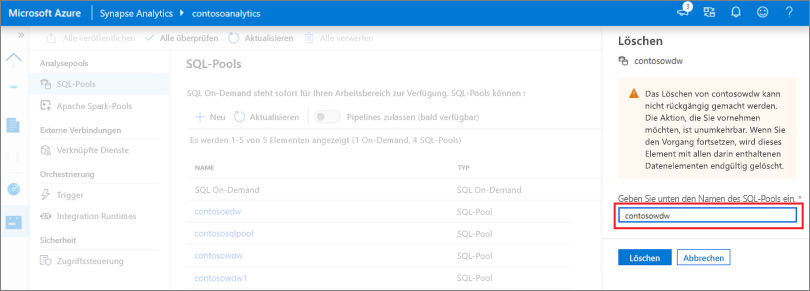 Microsoft Azure Synapse Analytics contosoanalytics 3
Alle veröffentlichen Alle überprüfen Aktualisieren Alle verwerfen
Analysepools
SQL-Pools
Apache Spark-Pools
Externe Verbindungen
Verknüpfte Dienste
Orchestrierung
Trigger
Integration Runtimes
Sicherheit
Zugriffssteuerung
SQL-Pools
SQL On-Demand steht sofort für Ihren Arbeitsbereich zur Verfügung. SQL-Pools können :
Neu Aktualisieren Pipelines zulassen (bald verfügbar)
Es werden 1-5 von 5 Elementen angezeigt (1 On-Demand, 4 SQL-Pools)
NAME TYP
SQL On-Demand SQL On-Demand
contosoedw SQL-Pool
contososqlpool SQL-Pool
contosowdw SQL-Pool
contosowdw1 SQL-Pool
Löschen
contosowdw
Das Löschen von contosowdw kann
nicht rückgängig gemacht werden.
Die Aktion, die Sie vornehmen
möchten, ist unumkehrbar. Wenn Sie
den Vorgang fortsetzen, wird dieses
Element mit allen darin enthaltenen
Datenelementen endgültig gelöscht.
Geben Sie unten den Namen des SQL-Pools ein. *
contosowdw
Löschen Abbrechen